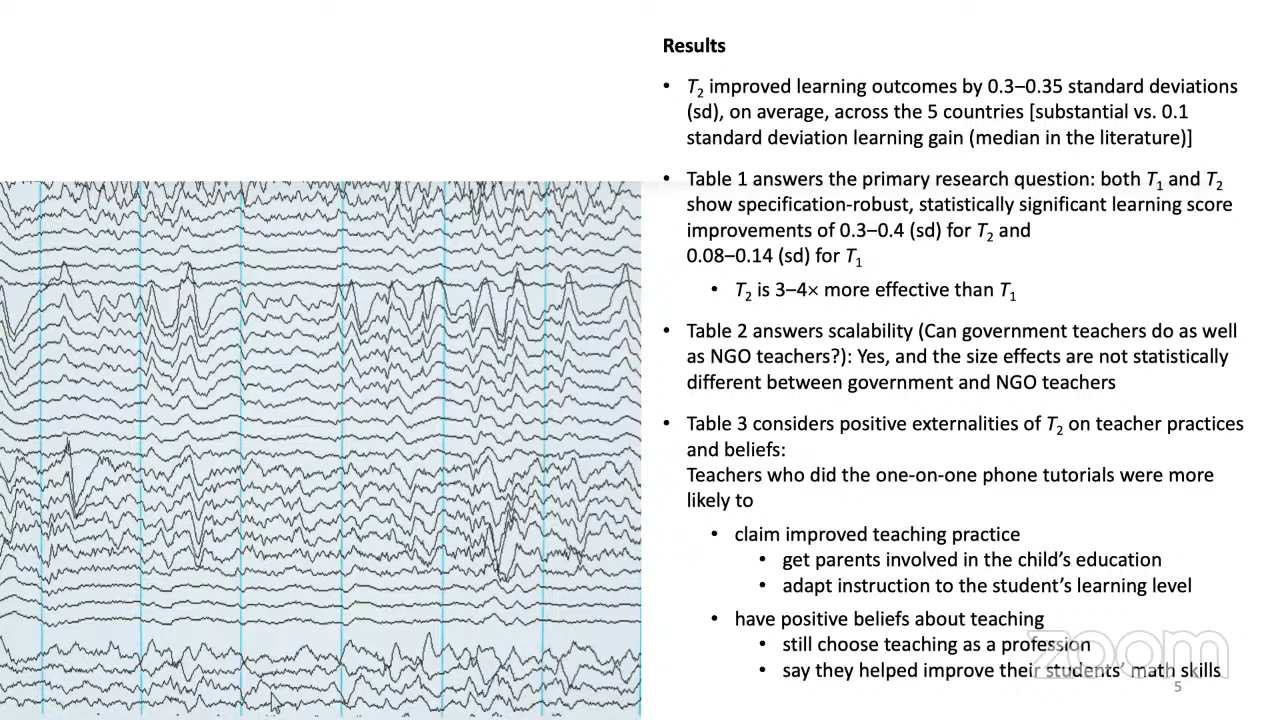 Results
• T2 improved learning outcomes by 0.3–0.35 standard deviations
(sd), on average, across the 5 countries [substantial vs. 0.1
standard deviation learning gain (median in the literature)]
• Table 1 answers the primary research question: both T1 and T2
show specification-robust, statistically significant learning score
improvements of 0.3–0.4 (sd) for T2 and
0.08–0.14 (sd) for T1
• T2 is 3–4× more effective than T1
• Table 2 answers scalability (Can government teachers do as well
as NGO teachers?): Yes, and the size effects are not statistically
different between government and NGO teachers
• Table 3 considers positive externalities of T2 on teacher practices
and beliefs:
Teachers who did the one-on-one phone tutorials were more
likely to
• claim improved teaching practice
• get parents involved in the child’s education
• adapt instruction to the student’s learning level
• have positive beliefs about teaching
• still choose teaching as a profession
• say they helped improve their students’ math skills
zoom
5